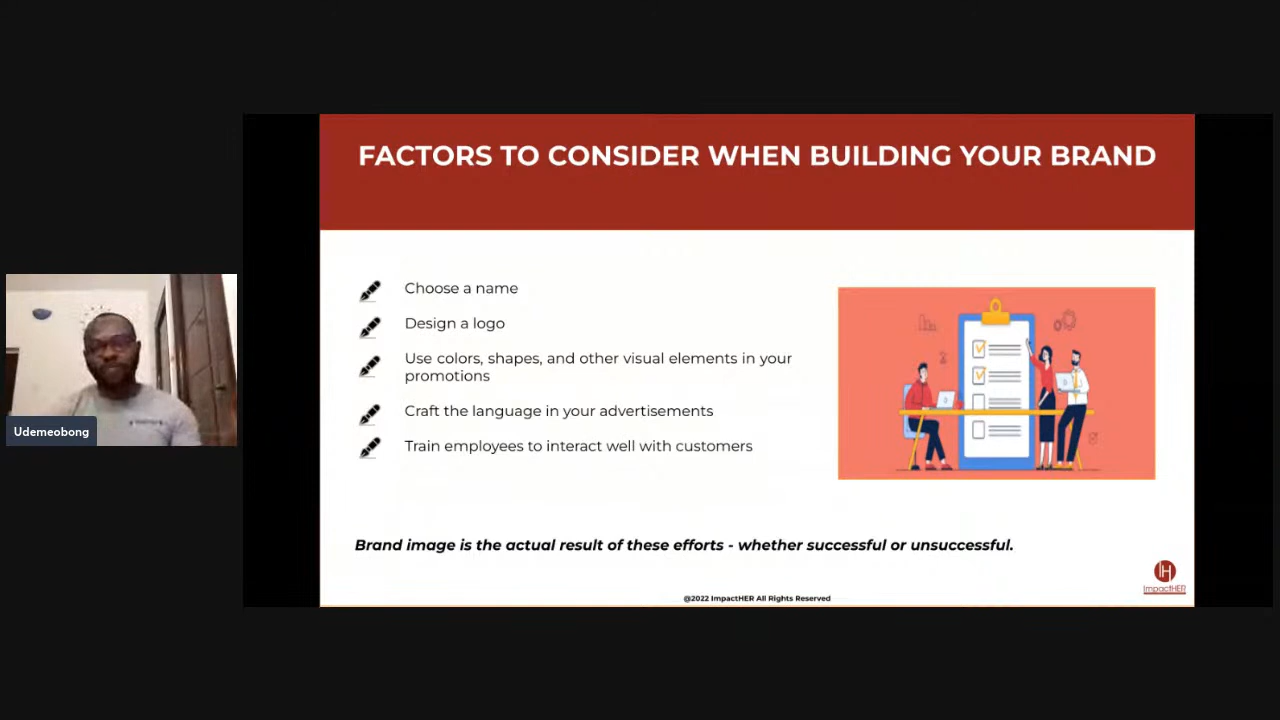 FACTORS TO CONSIDER WHEN BUILDING YOUR BRAND
Choose a name
Design a logo
Use colors, shapes, and other visual elements in your
promotions
Craft the language in your advertisements
Train employees to interact well with customers
Udemeobong
Brand image is the actual result of these efforts - whether successful or unsuccessful.
IH
ImpactHER
@2022 ImpactHER All Rights Reserved